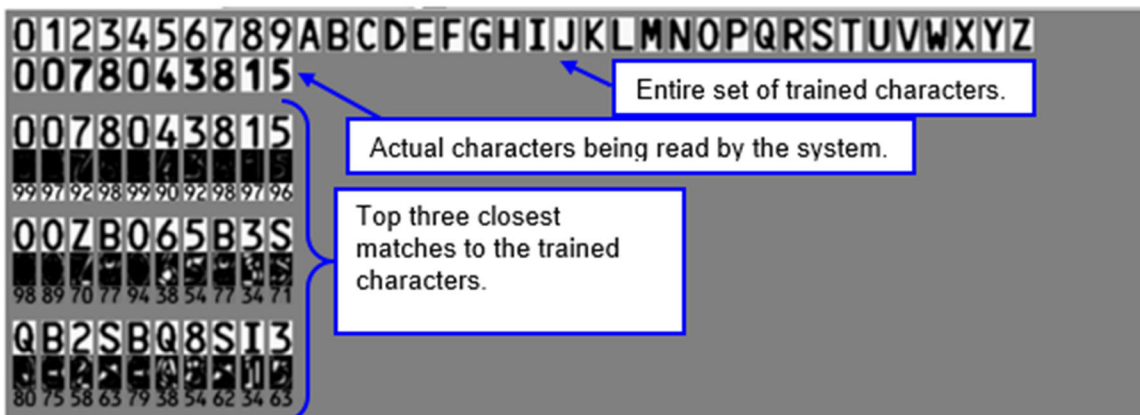 0123456789ABCDEFGHIJKLMNOPQRSTUVWXYZ
0078043815
Entire set of trained characters.
Actual characters being read by the system.
0078043815
99 97 92 98 99 90 92 98 97 96
Top three closest
matches to the trained
characters.
00ZB065B3S
98 89 70 77 94 38 54 77 34 71
QB2SBQ8SI3
80 75 58 63 79 38 54 62 34 63